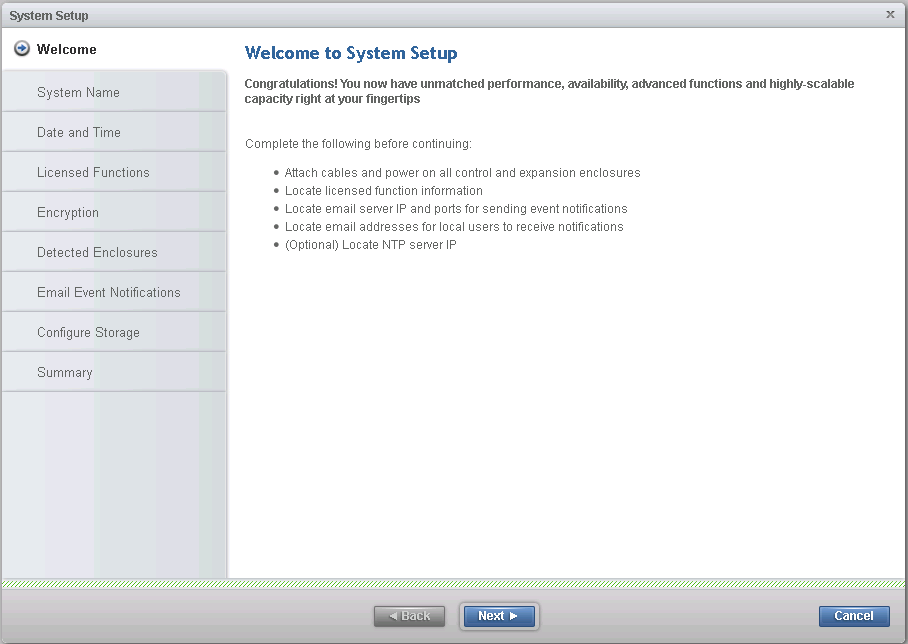 System Setup
x
Welcome
System Name
Date and Time
Licensed Functions
Encryption
Detected Enclosures
Email Event Notifications
Configure Storage
Summary
Welcome to System Setup
Congratulations! You now have unmatched performance, availability, advanced functions and highly-scalable
capacity right at your fingertips
Complete the following before continuing:
• Attach cables and power on all control and expansion enclosures
• Locate licensed function information
• Locate email server IP and ports for sending event notifications
• Locate email addresses for local users to receive notifications
• (Optional) Locate NTP server IP
◄ Back
Next ►
Cancel